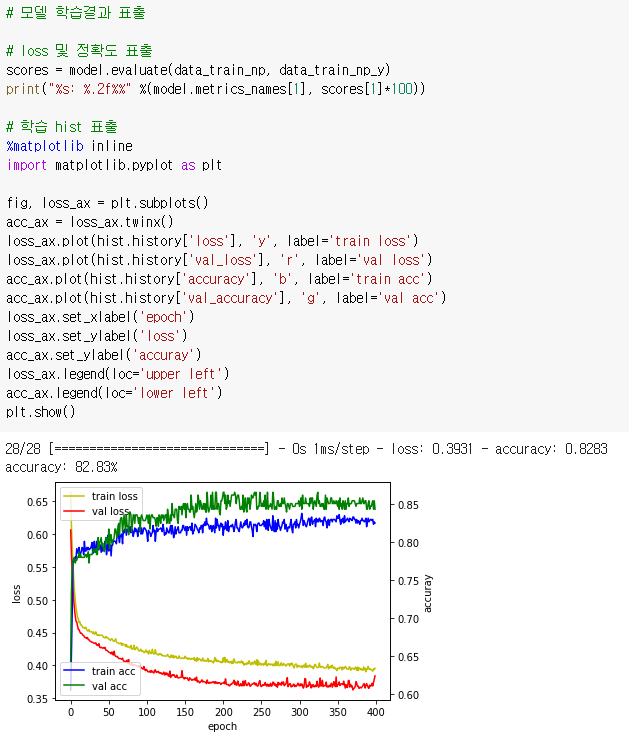 # 모델 학습결과 표출
# loss 및 정확도 표출
scores = model.evaluate(data_train_np, data_train_np_y)
print("%s: %.2f%%" %(model.metrics_names[1], scores[1]*100))
# 학습 hist 표출
%matplotlib inline
import matplotlib.pyplot as plt
fig, loss_ax = plt.subplots()
acc_ax = loss_ax.twinx()
loss_ax.plot(hist.history['loss'], 'y', label='train loss')
loss_ax.plot(hist.history['val_loss'], 'r', label='val loss')
acc_ax.plot(hist.history['accuracy'], 'b', label='train acc')
acc_ax.plot(hist.history['val_accuracy'], 'g', label='val acc')
loss_ax.set_xlabel('epoch')
loss_ax.set_ylabel('loss')
acc_ax.set_ylabel('accuray')
loss_ax.legend(loc='upper left')
acc_ax.legend(loc='lower left')
plt.show()
28/28 [==============================] - 0s 1ms/step - loss: 0.3931 - accuracy: 0.8283
accuracy: 82.83%
train loss
val loss
train acc
val acc
0.65
0.60
0.55
0.50
0.45
0.40
0.35
loss
0.85
0.80
0.75
0.70
0.65
0.60
accuray
0 50 100 150 200 250 300 350 400
epoch